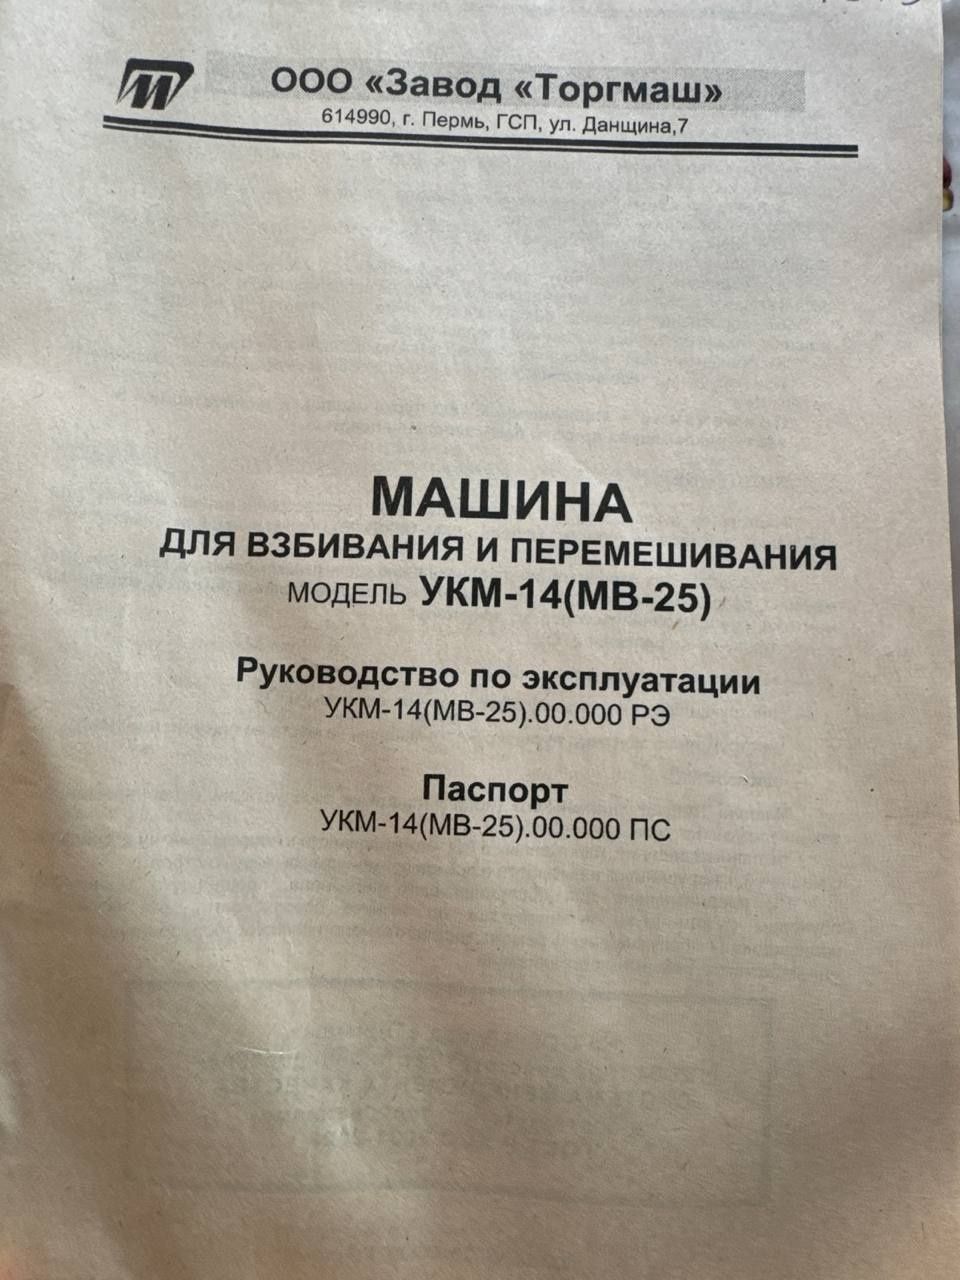 ООО «Завод «Торгмаш»
614990, г. Пермь, ГСП, ул. Данщина,7
МАШИНА
ДЛЯ ВЗБИВАНИЯ И ПЕРЕМЕШИВАНИЯ
МОДЕЛЬ УКМ-14(МВ-25)
Руководство по эксплуатации
УКМ-14(МВ-25).00.000 РЭ
Паспорт
УКМ-14(МВ-25).00.000 ПС